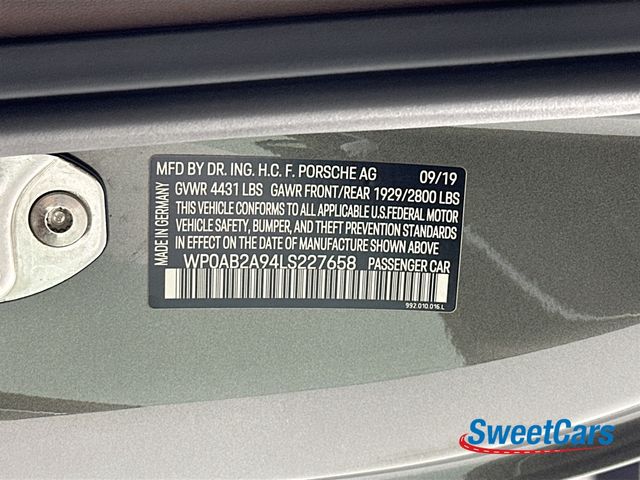 MADE IN GERMANY
MFD BY DR. ING. H.C. F. PORSCHE AG 09/19
GVWR 4431 LBS GAWR FRONT/REAR 1929/2800 LBS
THIS VEHICLE CONFORMS TO ALL APPLICABLE U.S.FEDERAL MOTOR
VEHICLE SAFETY, BUMPER, AND THEFT PREVENTION STANDARDS
IN EFFECT ON THE DATE OF MANUFACTURE SHOWN ABOVE.
WP0AB2A94LS227658 PASSENGER CAR
992.010.016.L
SweetCars